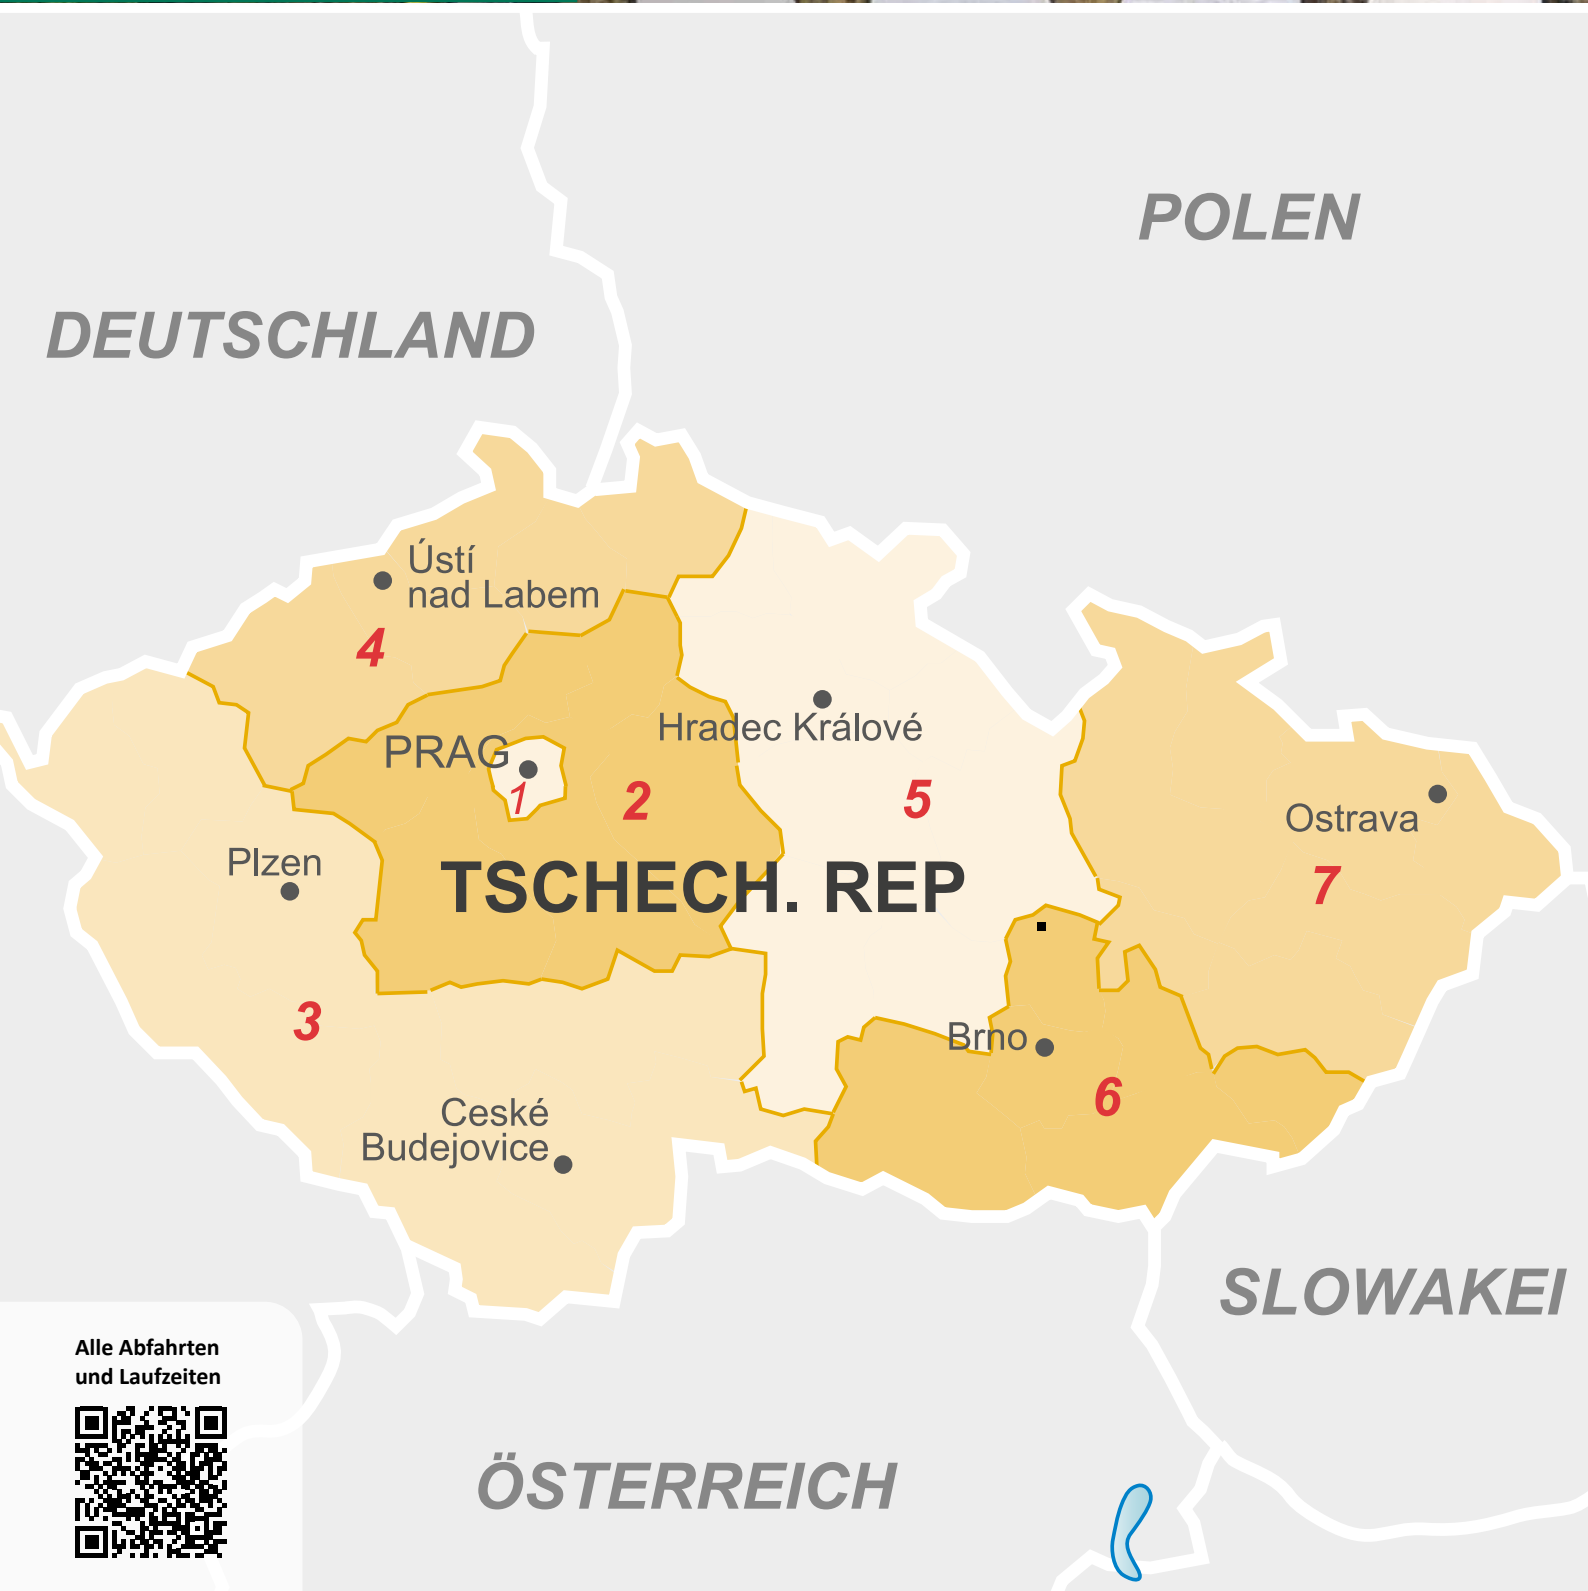 POLEN
DEUTSCHLAND
Ústí
nad Labem
4
Hradec Králové
PRAG
1
2
5
Ostrava
Plzen
TSCHECH. REP
7
3
Brno
6
Ceské
Budejovice
SLOWAKEI
Alle Abfahrten
und Laufzeiten
ÖSTERREICH